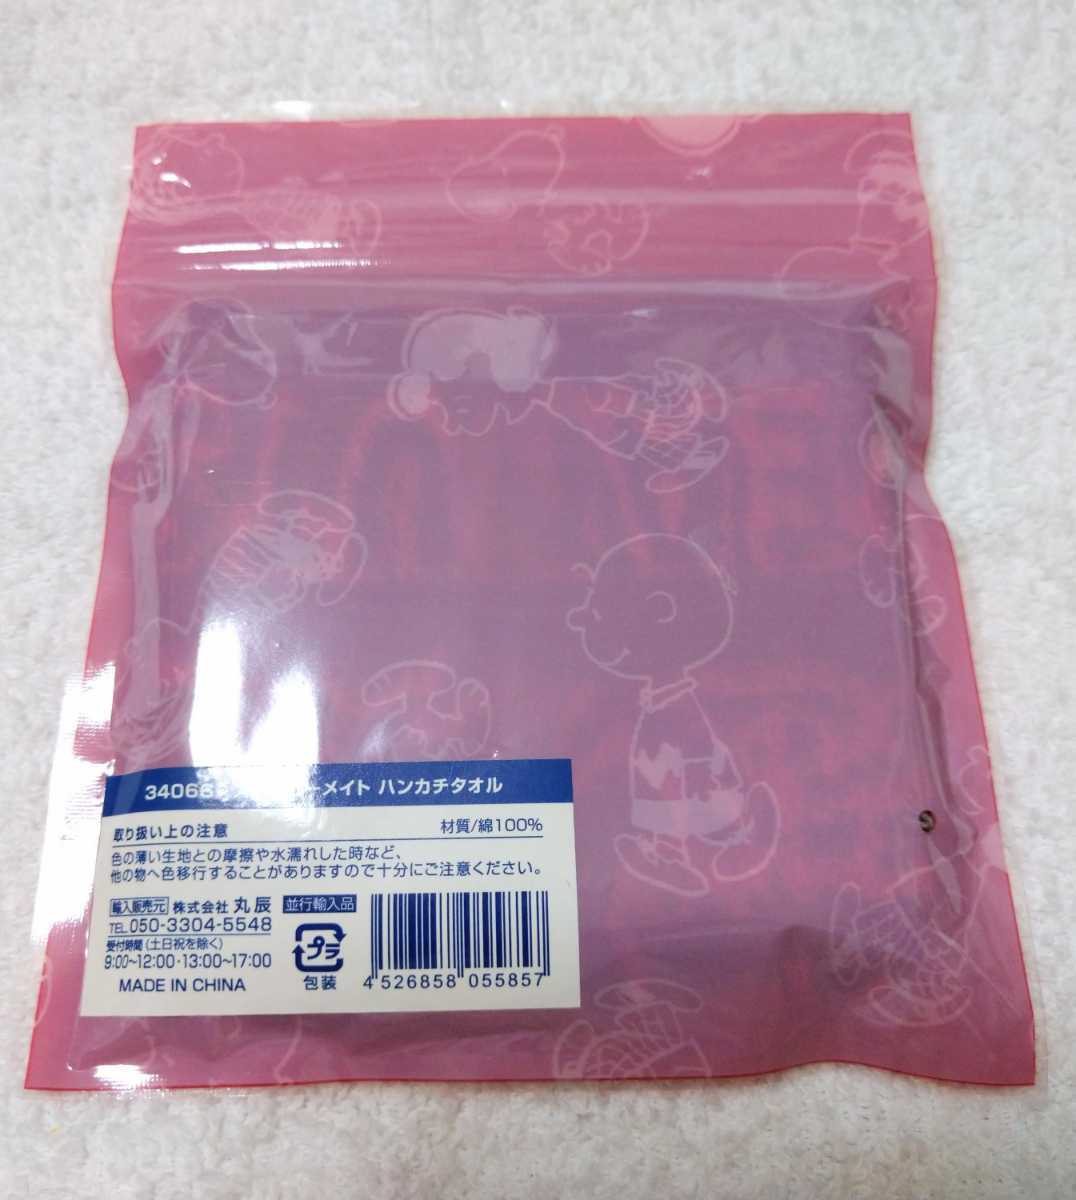 ーメイト ハンカチタオル
取り扱い上の注意 材質/綿100%
色の薄い生地との摩擦や水濡れした時など、
他の物へ色移行することがありますので十分にご注意ください。
輸入販売元 株式会社 丸辰 並行輸入品
TEL 050-3304-5548
受付時間 (土日祝を除く)
9:00~12:00・13:00~17:00
MADE IN CHINA
プラ
包装
4 526858 055857